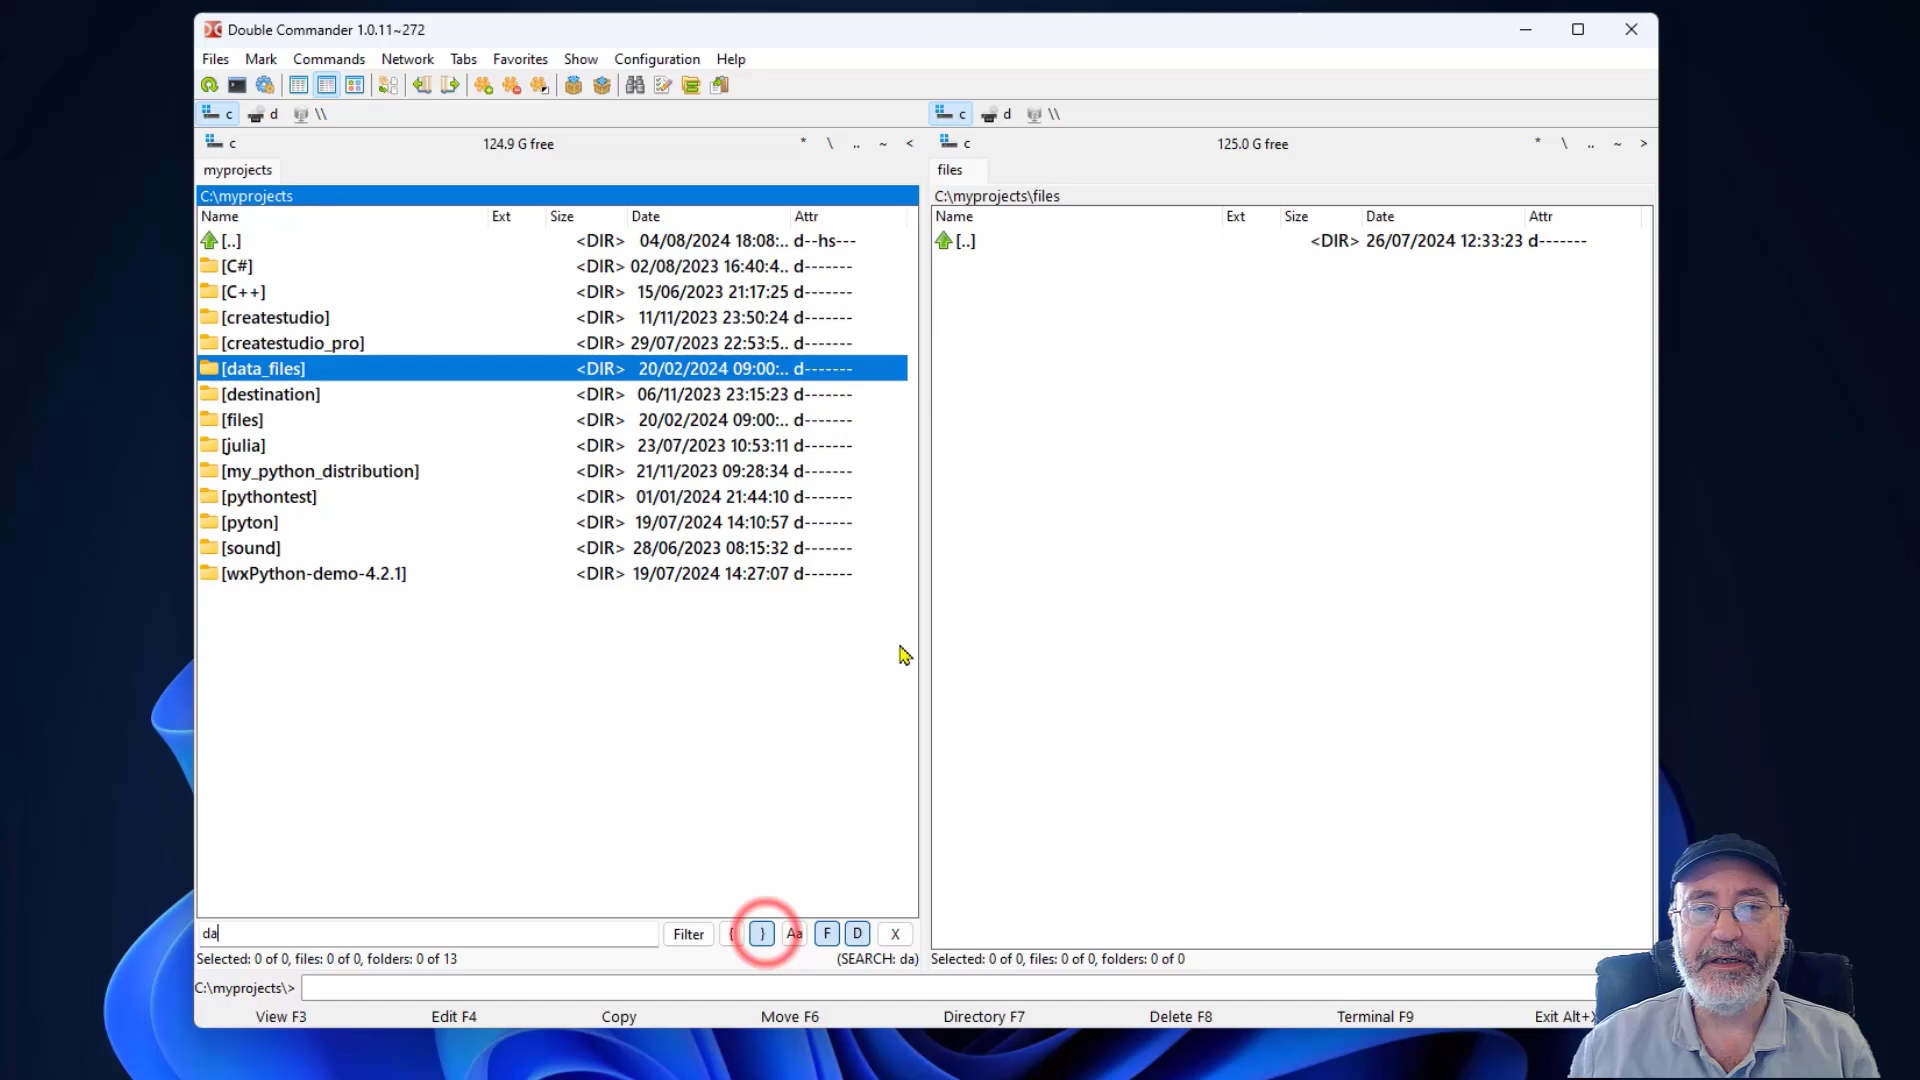 Double Commander 1.0.11~272
Files Mark Commands Network Tabs Favorites Show Configuration Help
c d \\ c d \\
c 124.9 G free * \ .. ~ < c 125.0 G free * \ .. ~ >
myprojects files
C:\myprojects C:\myprojects\files
Name Ext Size Date Attr Name Ext Size Date Attr
[..] <DIR> 04/08/2024 18:08:.. d--hs--- [..] <DIR> 26/07/2024 12:33:23 d-------
[C#] <DIR> 02/08/2023 16:40:4.. d-------
[C++] <DIR> 15/06/2023 21:17:25 d-------
[createstudio] <DIR> 11/11/2023 23:50:24 d-------
[createstudio_pro] <DIR> 29/07/2023 22:53:5.. d-------
[data_files] <DIR> 20/02/2024 09:00:.. d-------
[destination] <DIR> 06/11/2023 23:15:23 d-------
[files] <DIR> 20/02/2024 09:00:.. d-------
[julia] <DIR> 23/07/2023 10:53:11 d-------
[my_python_distribution] <DIR> 21/11/2023 09:28:34 d-------
[pythontest] <DIR> 01/01/2024 21:44:10 d-------
[pyton] <DIR> 19/07/2024 14:10:57 d-------
[sound] <DIR> 28/06/2023 08:15:32 d-------
[wxPython-demo-4.2.1] <DIR> 19/07/2024 14:27:07 d-------
da Filter { } Aa F D X
Selected: 0 of 0, files: 0 of 0, folders: 0 of 13 (SEARCH: da) Selected: 0 of 0, files: 0 of 0, folders: 0 of 0
C:\myprojects\>
View F3 Edit F4 Copy Move F6 Directory F7 Delete F8 Terminal F9 Exit Alt+X